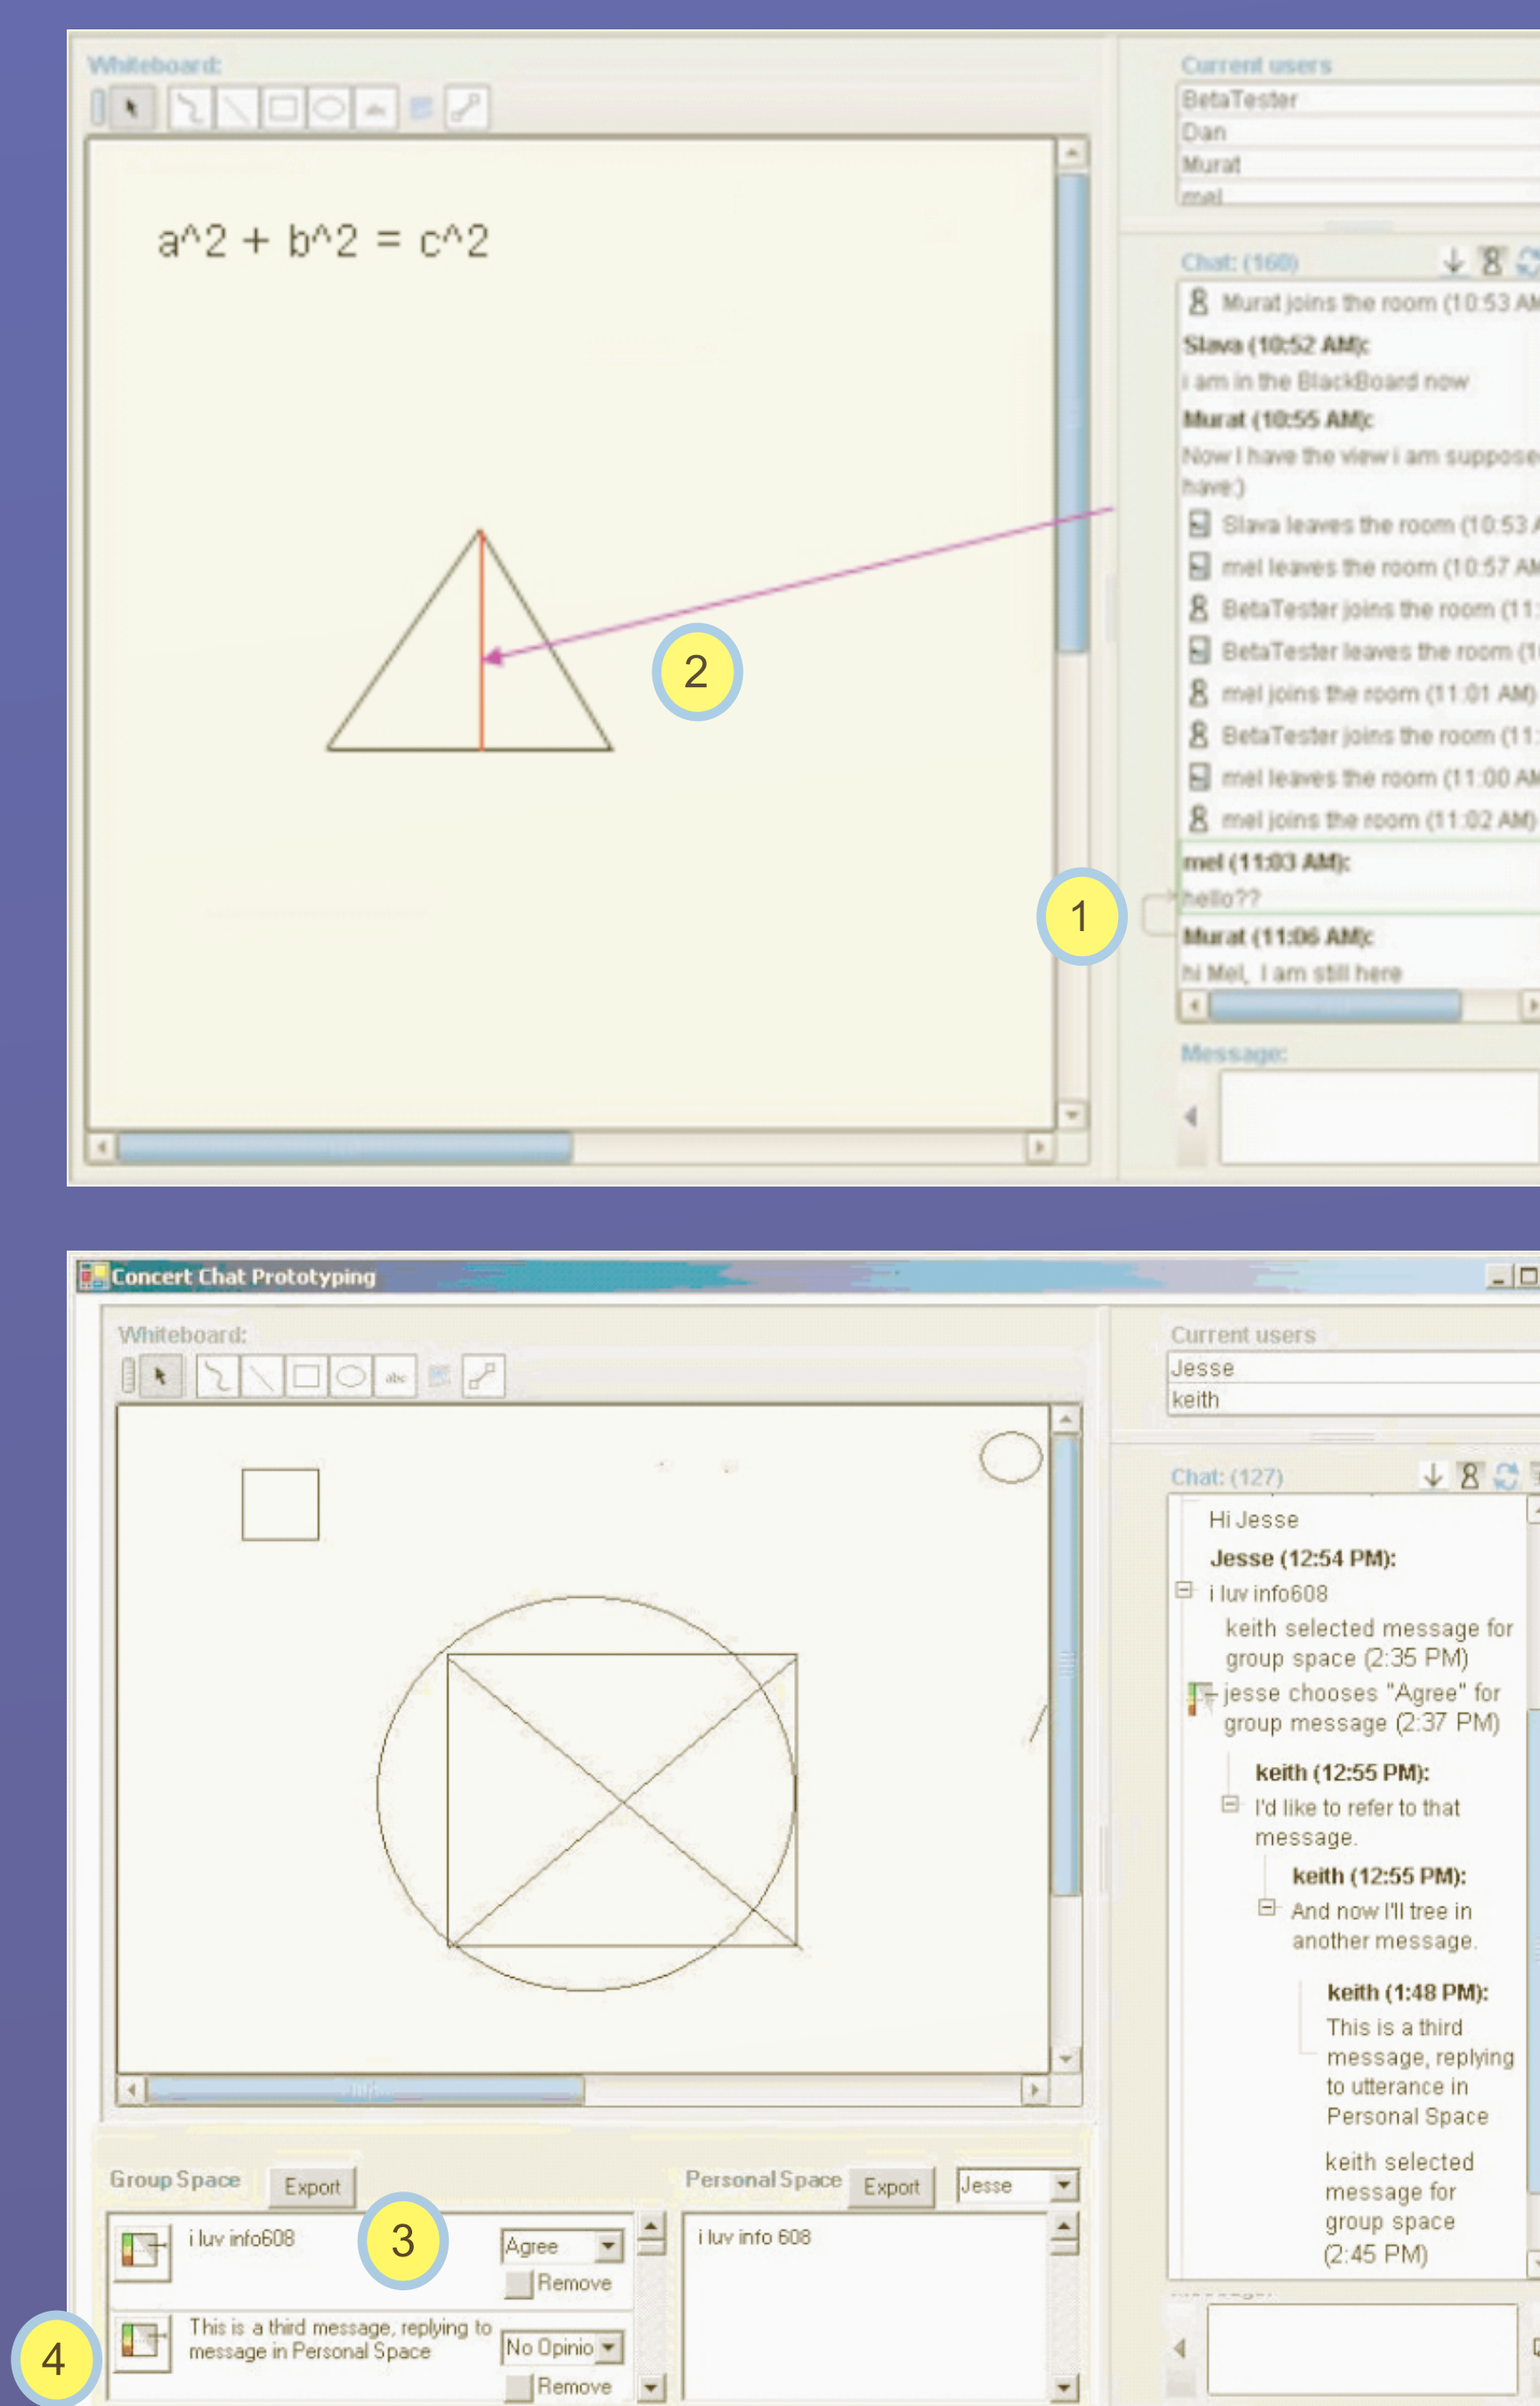 Whiteboard:
a^2 + b^2 = c^2
2
1
Current users
BetaTester
Dan
Murat
mel
Chat: (160)
Murat joins the room (10:53 AM
Slava (10:52 AM):
i am in the BlackBoard now
Murat (10:55 AM):
Now I have the view i am suppose
have:)
Slava leaves the room (10:53 A
mel leaves the room (10:57 AM
BetaTester joins the room (11:
BetaTester leaves the room (1
mel joins the room (11:01 AM)
BetaTester joins the room (11:
mel leaves the room (11:00 AM
mel joins the room (11:02 AM)
mel (11:03 AM):
hello??
Murat (11:06 AM):
hi Mel, I am still here
Message:
Concert Chat Prototyping
Whiteboard:
abc
Current users
Jesse
keith
Chat: (127)
Hi Jesse
Jesse (12:54 PM):
i luv info608
keith selected message for
group space (2:35 PM)
jesse chooses "Agree" for
group message (2:37 PM)
keith (12:55 PM):
I'd like to refer to that
message.
keith (12:55 PM):
And now I'll tree in
another message.
keith (1:48 PM):
This is a third
message, replying
to utterance in
Personal Space
keith selected
message for
group space
(2:45 PM)
Group Space Export
i luv info608
3
Agree
Remove
4
This is a third message, replying to
message in Personal Space
No Opinio
Remove
Personal Space Export Jesse
i luv info 608